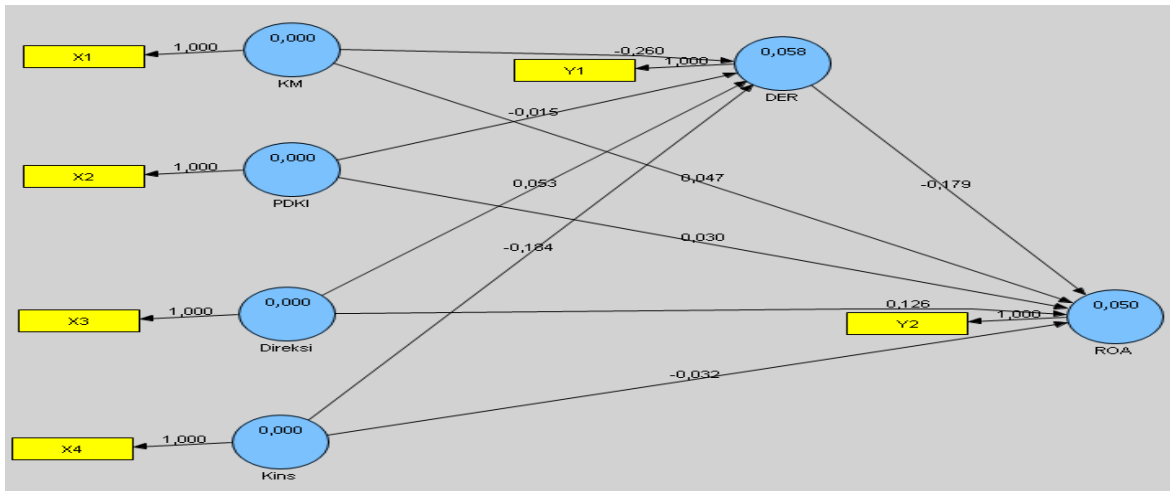 0,000
X1
1,000
KM
-0,260
Y1
1,000
0,058
DER
0,000
X2
1,000
PDKI
-0,015
0,053
0,047
-0,179
0,030
-0,184
0,000
X3
1,000
Direksi
0,126
Y2
1,000
0,050
ROA
-0,032
0,000
X4
1,000
Kins